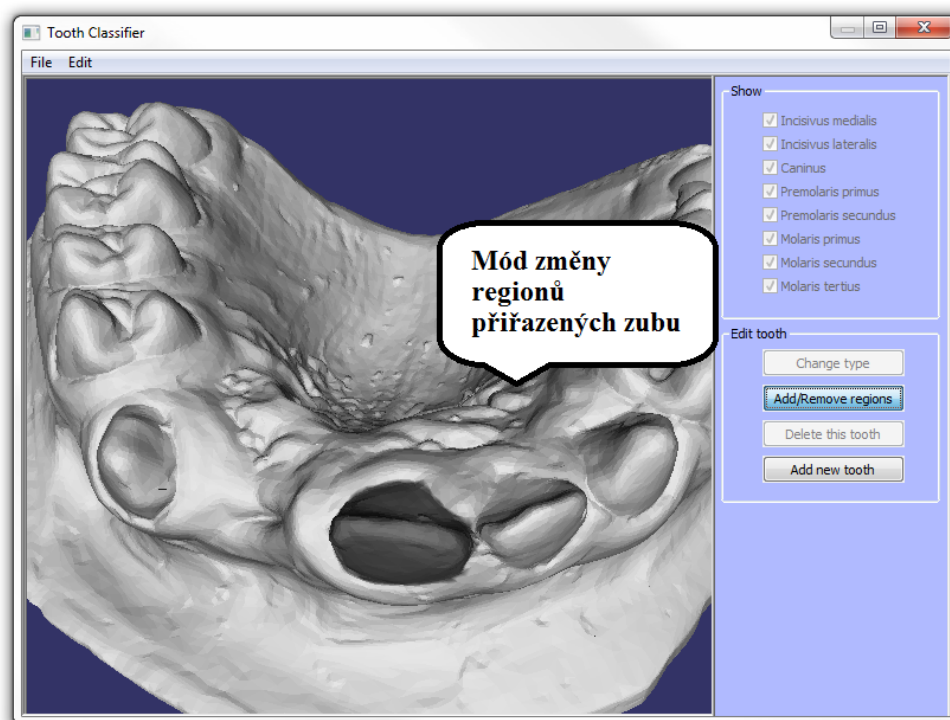 Tooth Classifier
File Edit
Show
Incisivus medialis
Incisivus lateralis
Caninus
Premolaris primus
Premolaris secundus
Molaris primus
Molaris secundus
Molaris tertius
Mód změny
regionů
přiřazených zubu
Edit tooth
Change type
Add/Remove regions
Delete this tooth
Add new tooth